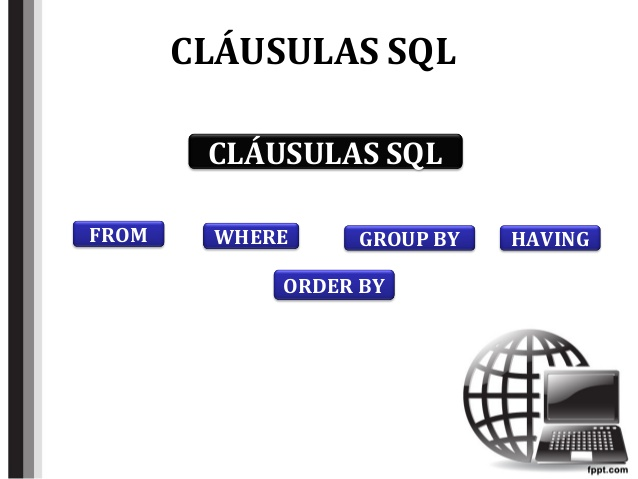 CLÁUSULAS SQL
CLÁUSULAS SQL
FROM
WHERE
GROUP BY
HAVING
ORDER BY
fppt.com